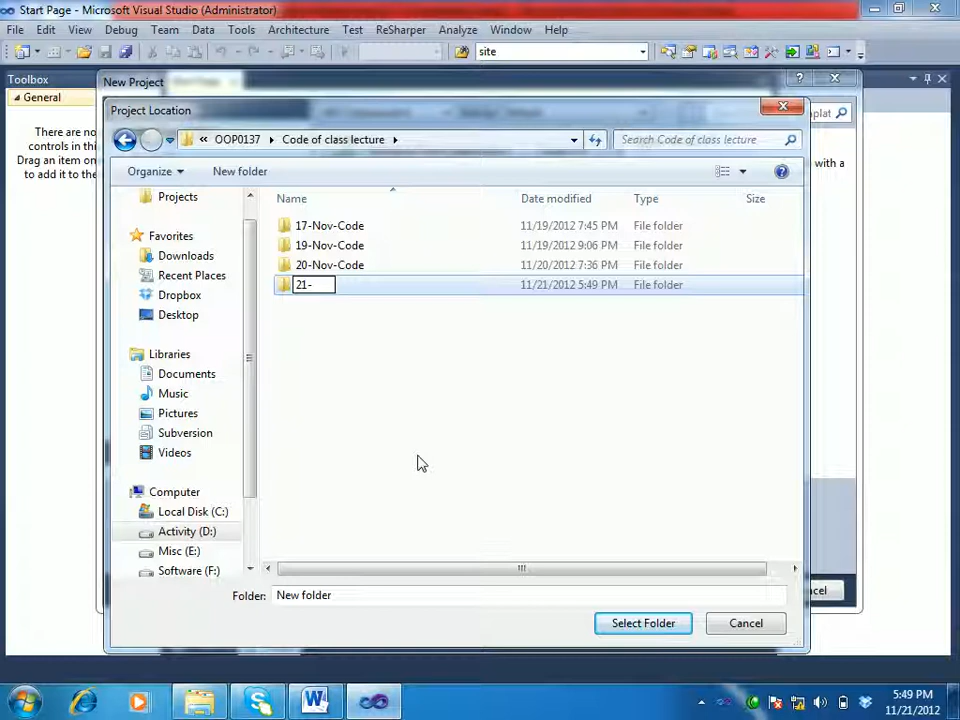 Start Page - Microsoft Visual Studio (Administrator)
File Edit View Debug Team Data Tools Architecture Test ReSharper Analyze Window Help
site
Toolbox
General
There are no
controls in thi
Drag an item on
to add it to the
New Project
?
plat
with a
Project Location
« OOP0137 Code of class lecture
Search Code of class lecture
Organize New folder
Name Date modified Type Size
17-Nov-Code 11/19/2012 7:45 PM File folder
19-Nov-Code 11/19/2012 9:06 PM File folder
20-Nov-Code 11/20/2012 7:36 PM File folder
21- 11/21/2012 5:49 PM File folder
Projects
Favorites
Downloads
Recent Places
Dropbox
Desktop
Libraries
Documents
Music
Pictures
Subversion
Videos
Computer
Local Disk (C:)
Activity (D:)
Misc (E:)
Software (F:)
Folder: New folder
Select Folder Cancel
cel
5:49 PM
11/21/2012